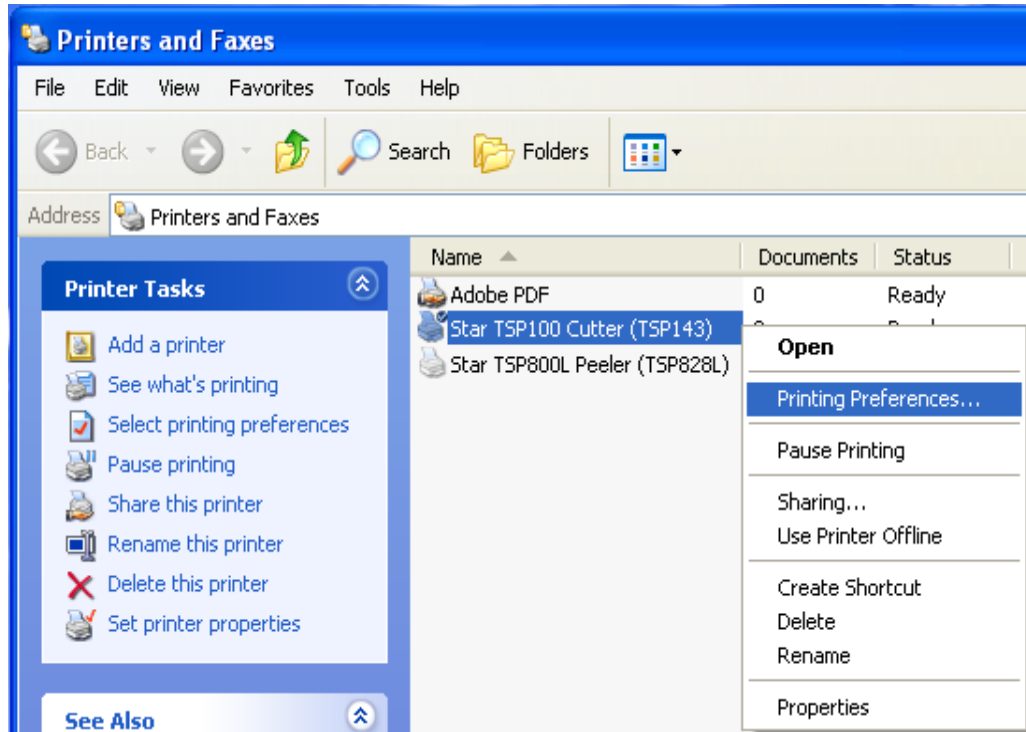 Printers and Faxes
File Edit View Favorites Tools Help
Back Search Folders
Address Printers and Faxes
Printer Tasks
Add a printer
See what's printing
Select printing preferences
Pause printing
Share this printer
Rename this printer
Delete this printer
Set printer properties
See Also
Name Documents Status
Adobe PDF 0 Ready
Star TSP100 Cutter (TSP143)
Star TSP800L Peeler (TSP828L)
Open
Printing Preferences...
Pause Printing
Sharing...
Use Printer Offline
Create Shortcut
Delete
Rename
Properties